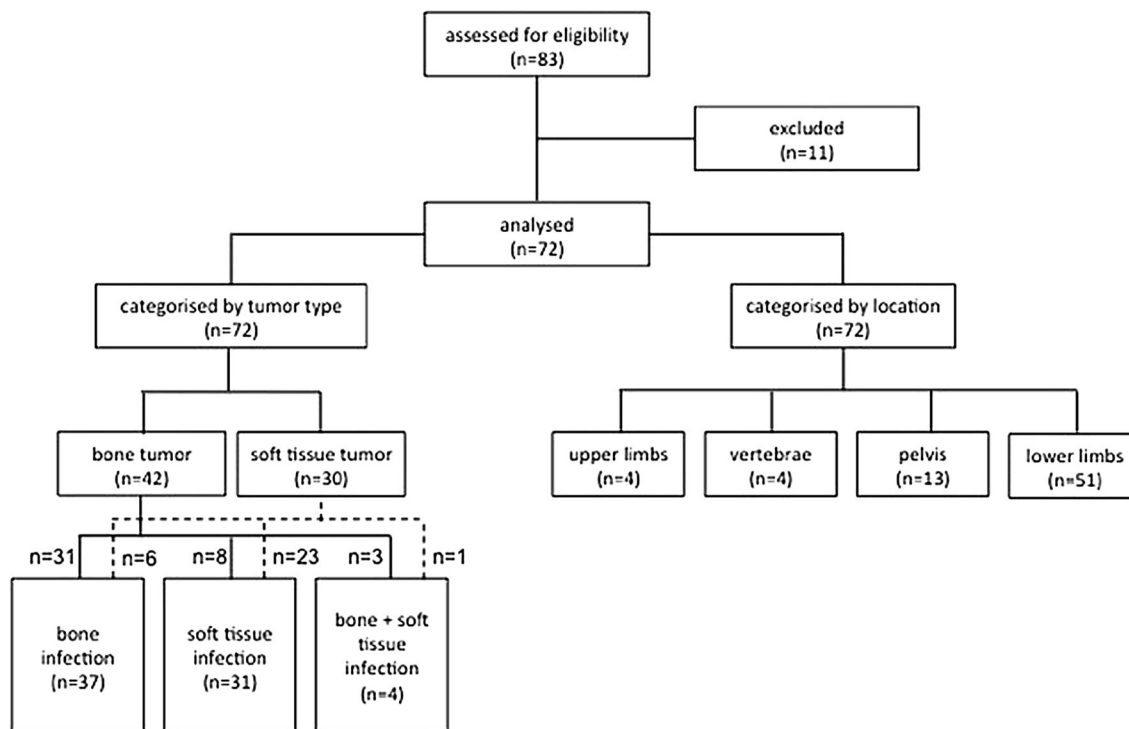 assessed for eligibility
(n=83)
excluded
(n=11)
analysed
(n=72)
categorised by tumor type
(n=72)
categorised by location
(n=72)
bone tumor
(n=42)
soft tissue tumor
(n=30)
upper limbs
(n=4)
vertebrae
(n=4)
pelvis
(n=13)
lower limbs
(n=51)
n=31
n=6
n=8
n=23
n=3
n=1
bone
infection
(n=37)
soft tissue
infection
(n=31)
bone + soft
tissue
infection
(n=4)